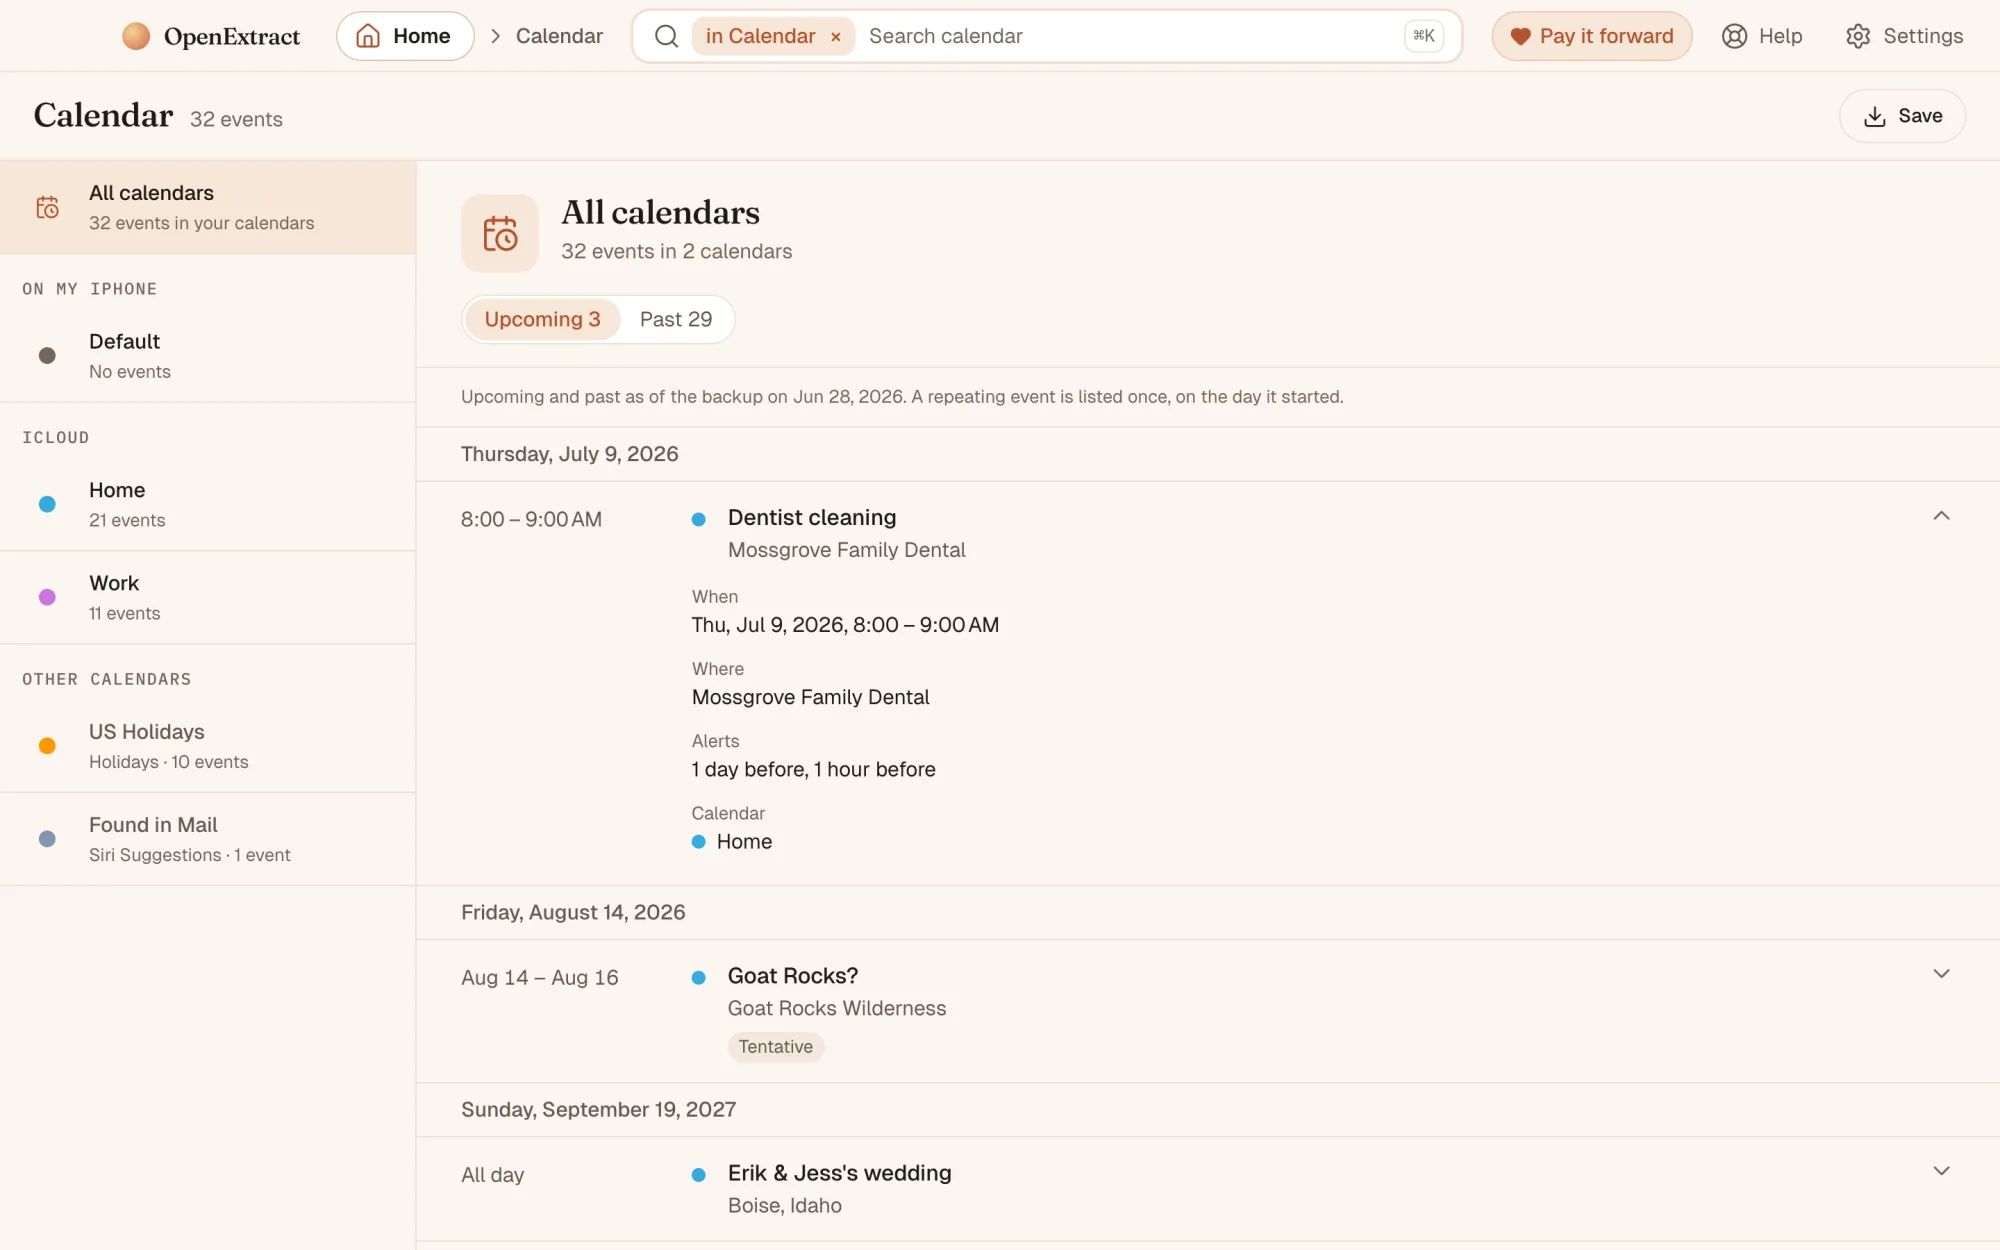 OpenExtract
Home
Calendar
in Calendar ×
Search calendar
⌘K
Pay it forward
Help
Settings
Calendar 32 events
Save
All calendars
32 events in your calendars
ON MY IPHONE
Default
No events
ICLOUD
Home
21 events
Work
11 events
OTHER CALENDARS
US Holidays
Holidays · 10 events
Found in Mail
Siri Suggestions · 1 event
All calendars
32 events in 2 calendars
Upcoming 3
Past 29
Upcoming and past as of the backup on Jun 28, 2026. A repeating event is listed once, on the day it started.
Thursday, July 9, 2026
8:00 – 9:00 AM
Dentist cleaning
Mossgrove Family Dental
When
Thu, Jul 9, 2026, 8:00 – 9:00 AM
Where
Mossgrove Family Dental
Alerts
1 day before, 1 hour before
Calendar
Home
Friday, August 14, 2026
Aug 14 – Aug 16
Goat Rocks?
Goat Rocks Wilderness
Tentative
Sunday, September 19, 2027
All day
Erik & Jess's wedding
Boise, Idaho